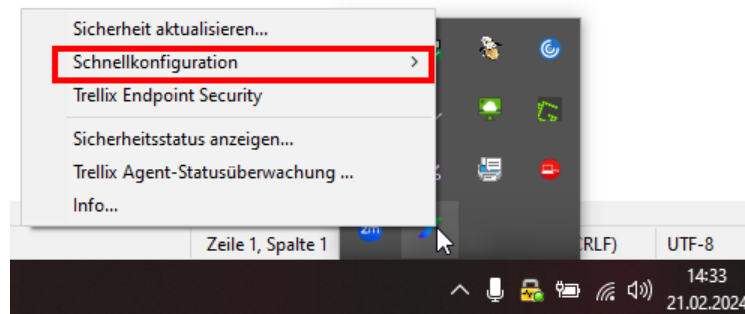 Sicherheit aktualisieren...
Schnellkonfiguration
Trellix Endpoint Security
Sicherheitsstatus anzeigen...
Trellix Agent-Statusüberwachung ...
Info...
zm
Zeile 1, Spalte 1 RLF) UTF-8
14:33
21.02.2024